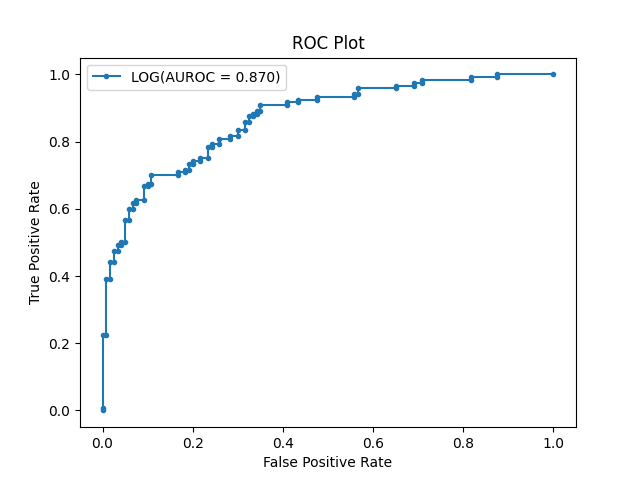 ROC Plot
LOG(AUROC = 0.870)
True Positive Rate
1.0
0.8
0.6
0.4
0.2
0.0
0.0 0.2 0.4 0.6 0.8 1.0
False Positive Rate